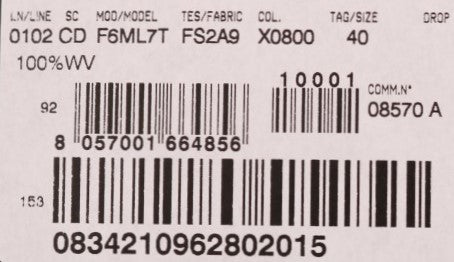 LN/LINE SC MOD/MODEL TES/FABRIC COL. TAG/SIZE DROP
0102 CD F6ML7T FS2A9 X0800 40
100%WV
10001
COMM.N°
92
08570 A
8 057001 664856
153
0834210962802015